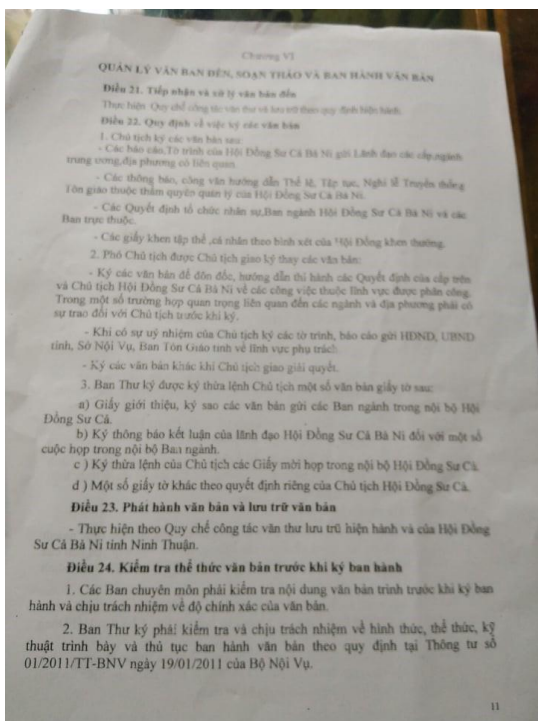 Chương VI
QUẢN LÝ VĂN BẢN ĐẾN, SOẠN THẢO VÀ BAN HÀNH VĂN BẢN
Điều 21. Tiếp nhận và xử lý văn bản đến
Thực hiện Quy chế công tác văn thư và lưu trữ theo quy định hiện hành.
Điều 22. Quy định về việc ký các văn bản
1. Chủ tịch ký các văn bản sau:
- Các báo cáo,Tờ trình của Hội Đồng Sư Cả Bà Ni gửi Lãnh đạo các cấp,ngành
trung ương,địa phương có liên quan.
- Các thông báo, công văn hướng dẫn Thể lệ, Tập tục, Nghi lễ Truyền thống
Tôn giáo thuộc thẩm quyền quản lý của Hội Đồng Sư Cả Bà Ni.
- Các Quyết định tổ chức nhân sự,Ban ngành Hội Đồng Sư Cả Bà Ni và các
Ban trực thuộc.
- Các giấy khen tập thể ,cá nhân theo bình xét của Hội Đồng khen thưởng.
2. Phó Chủ tịch được Chủ tịch giao ký thay các văn bản:
- Ký các văn bản để đôn đốc, hướng dẫn thi hành các Quyết định của cấp trên
và Chủ tịch Hội Đồng Sư Cả Bà Ni về các công việc thuộc lĩnh vực được phân công.
Trong một số trường hợp quan trọng liên quan đến các ngành và địa phương phải có
sự trao đổi với Chủ tịch trước khi ký.
- Khi có sự uỷ nhiệm của Chủ tịch ký các tờ trình, báo cáo gửi HĐND, UBND
tỉnh, Sở Nội Vụ, Ban Tôn Giáo tỉnh về lĩnh vực phụ trách.
- Ký các văn bản khác khi Chủ tịch giao giải quyết.
3. Ban Thư ký được ký thừa lệnh Chủ tịch một số văn bản giấy tờ sau:
a) Giấy giới thiệu, ký sao các văn bản gửi các Ban ngành trong nội bộ Hội
Đồng Sư Cả.
b) Ký thông báo kết luận của lãnh đạo Hội Đồng Sư Cả Bà Ni đối với một số
cuộc họp trong nội bộ Ban ngành.
c ) Ký thừa lệnh của Chủ tịch các Giấy mời họp trong nội bộ Hội Đồng Sư Cả.
d ) Một số giấy tờ khác theo quyết định riêng của Chủ tịch Hội Đồng Sư Cả.
Điều 23. Phát hành văn bản và lưu trữ văn bản
- Thực hiện theo Quy chế công tác văn thư lưu trữ hiện hành và của Hội Đồng
Sư Cả Bà Ni tỉnh Ninh Thuận.
Điều 24. Kiểm tra thể thức văn bản trước khi ký ban hành
1. Các Ban chuyên môn phải kiểm tra nội dung văn bản trình trước khi ký ban
hành và chịu trách nhiệm về độ chính xác của văn bản.
2. Ban Thư ký phải kiểm tra và chịu trách nhiệm về hình thức, thể thức, kỹ
thuật trình bày và thủ tục ban hành văn bản theo quy định tại Thông tư số
01/2011/TT-BNV ngày 19/01/2011 của Bộ Nội Vụ.
11